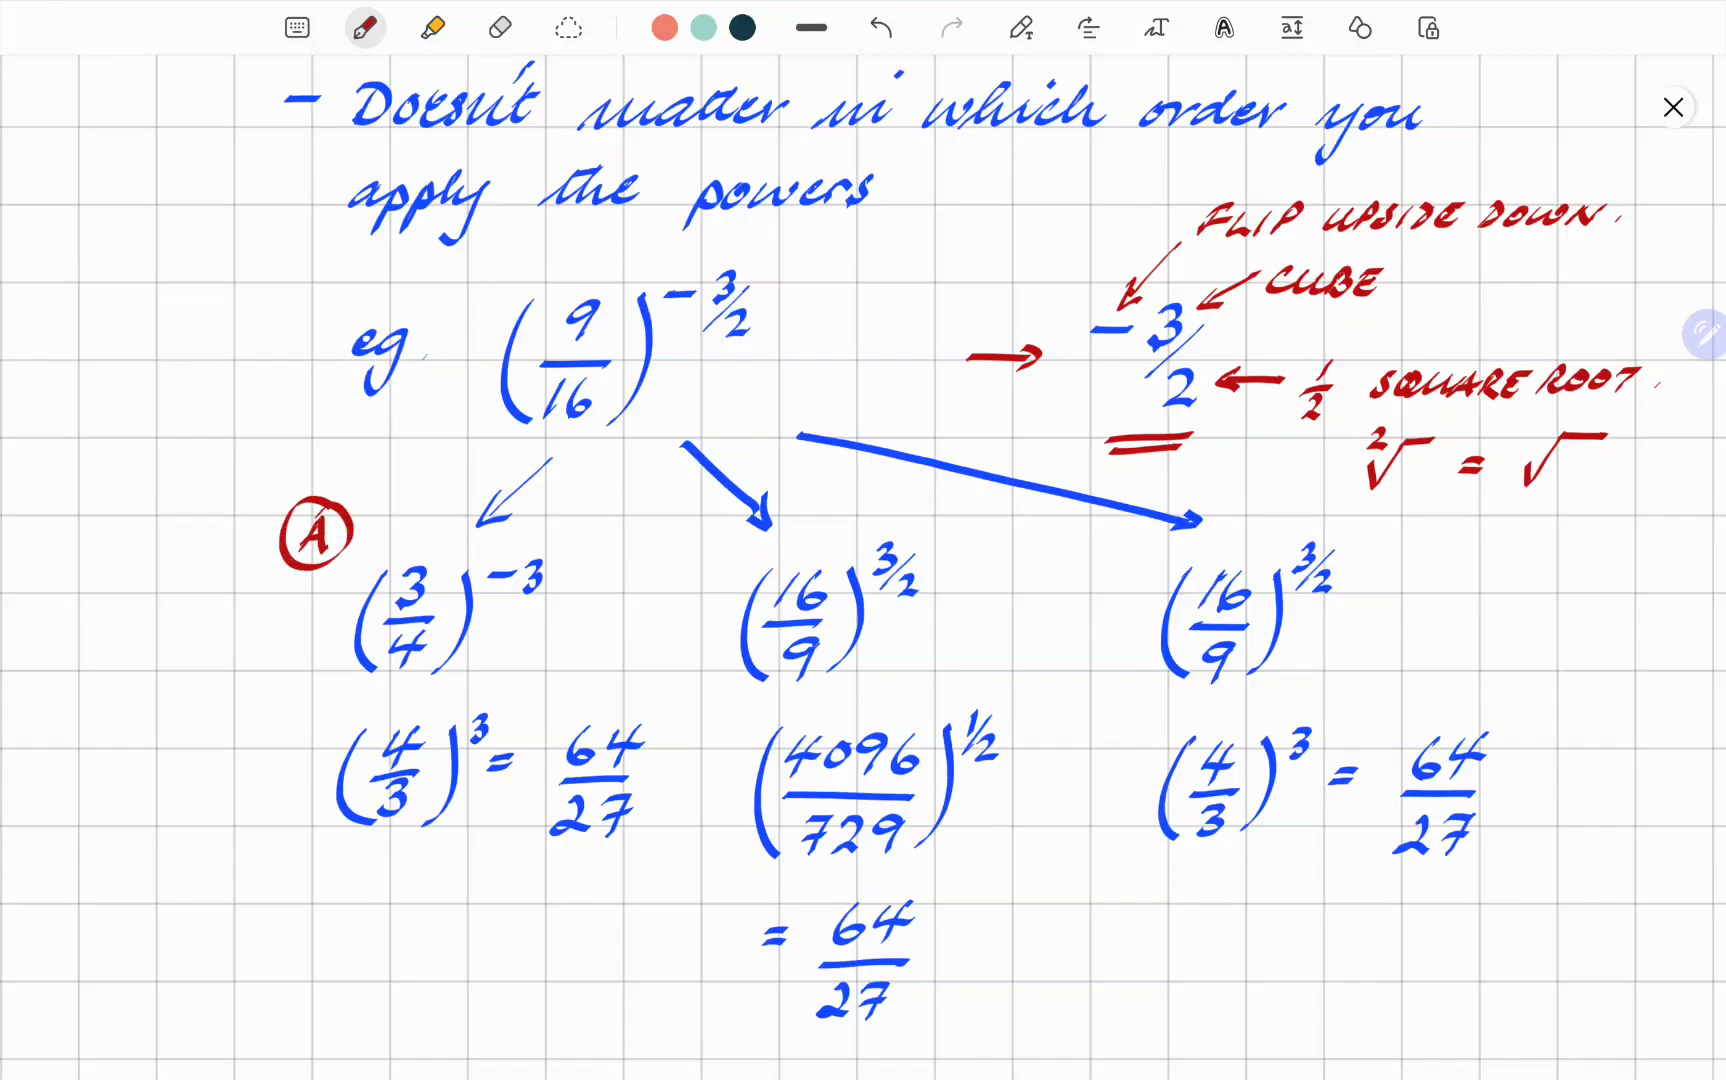 - Doesn't matter in which order you
apply the powers
FLIP UPSIDE DOWN.
CUBE
eg. (9/16)^-3/2 → -3/2 ← 1/2 SQUARE ROOT.
²√ = √
A
(3/4)^-3 (16/9)^3/2 (16/9)^3/2
(4/3)^3 = 64/27 (4096/729)^1/2 (4/3)^3 = 64/27
= 64/27